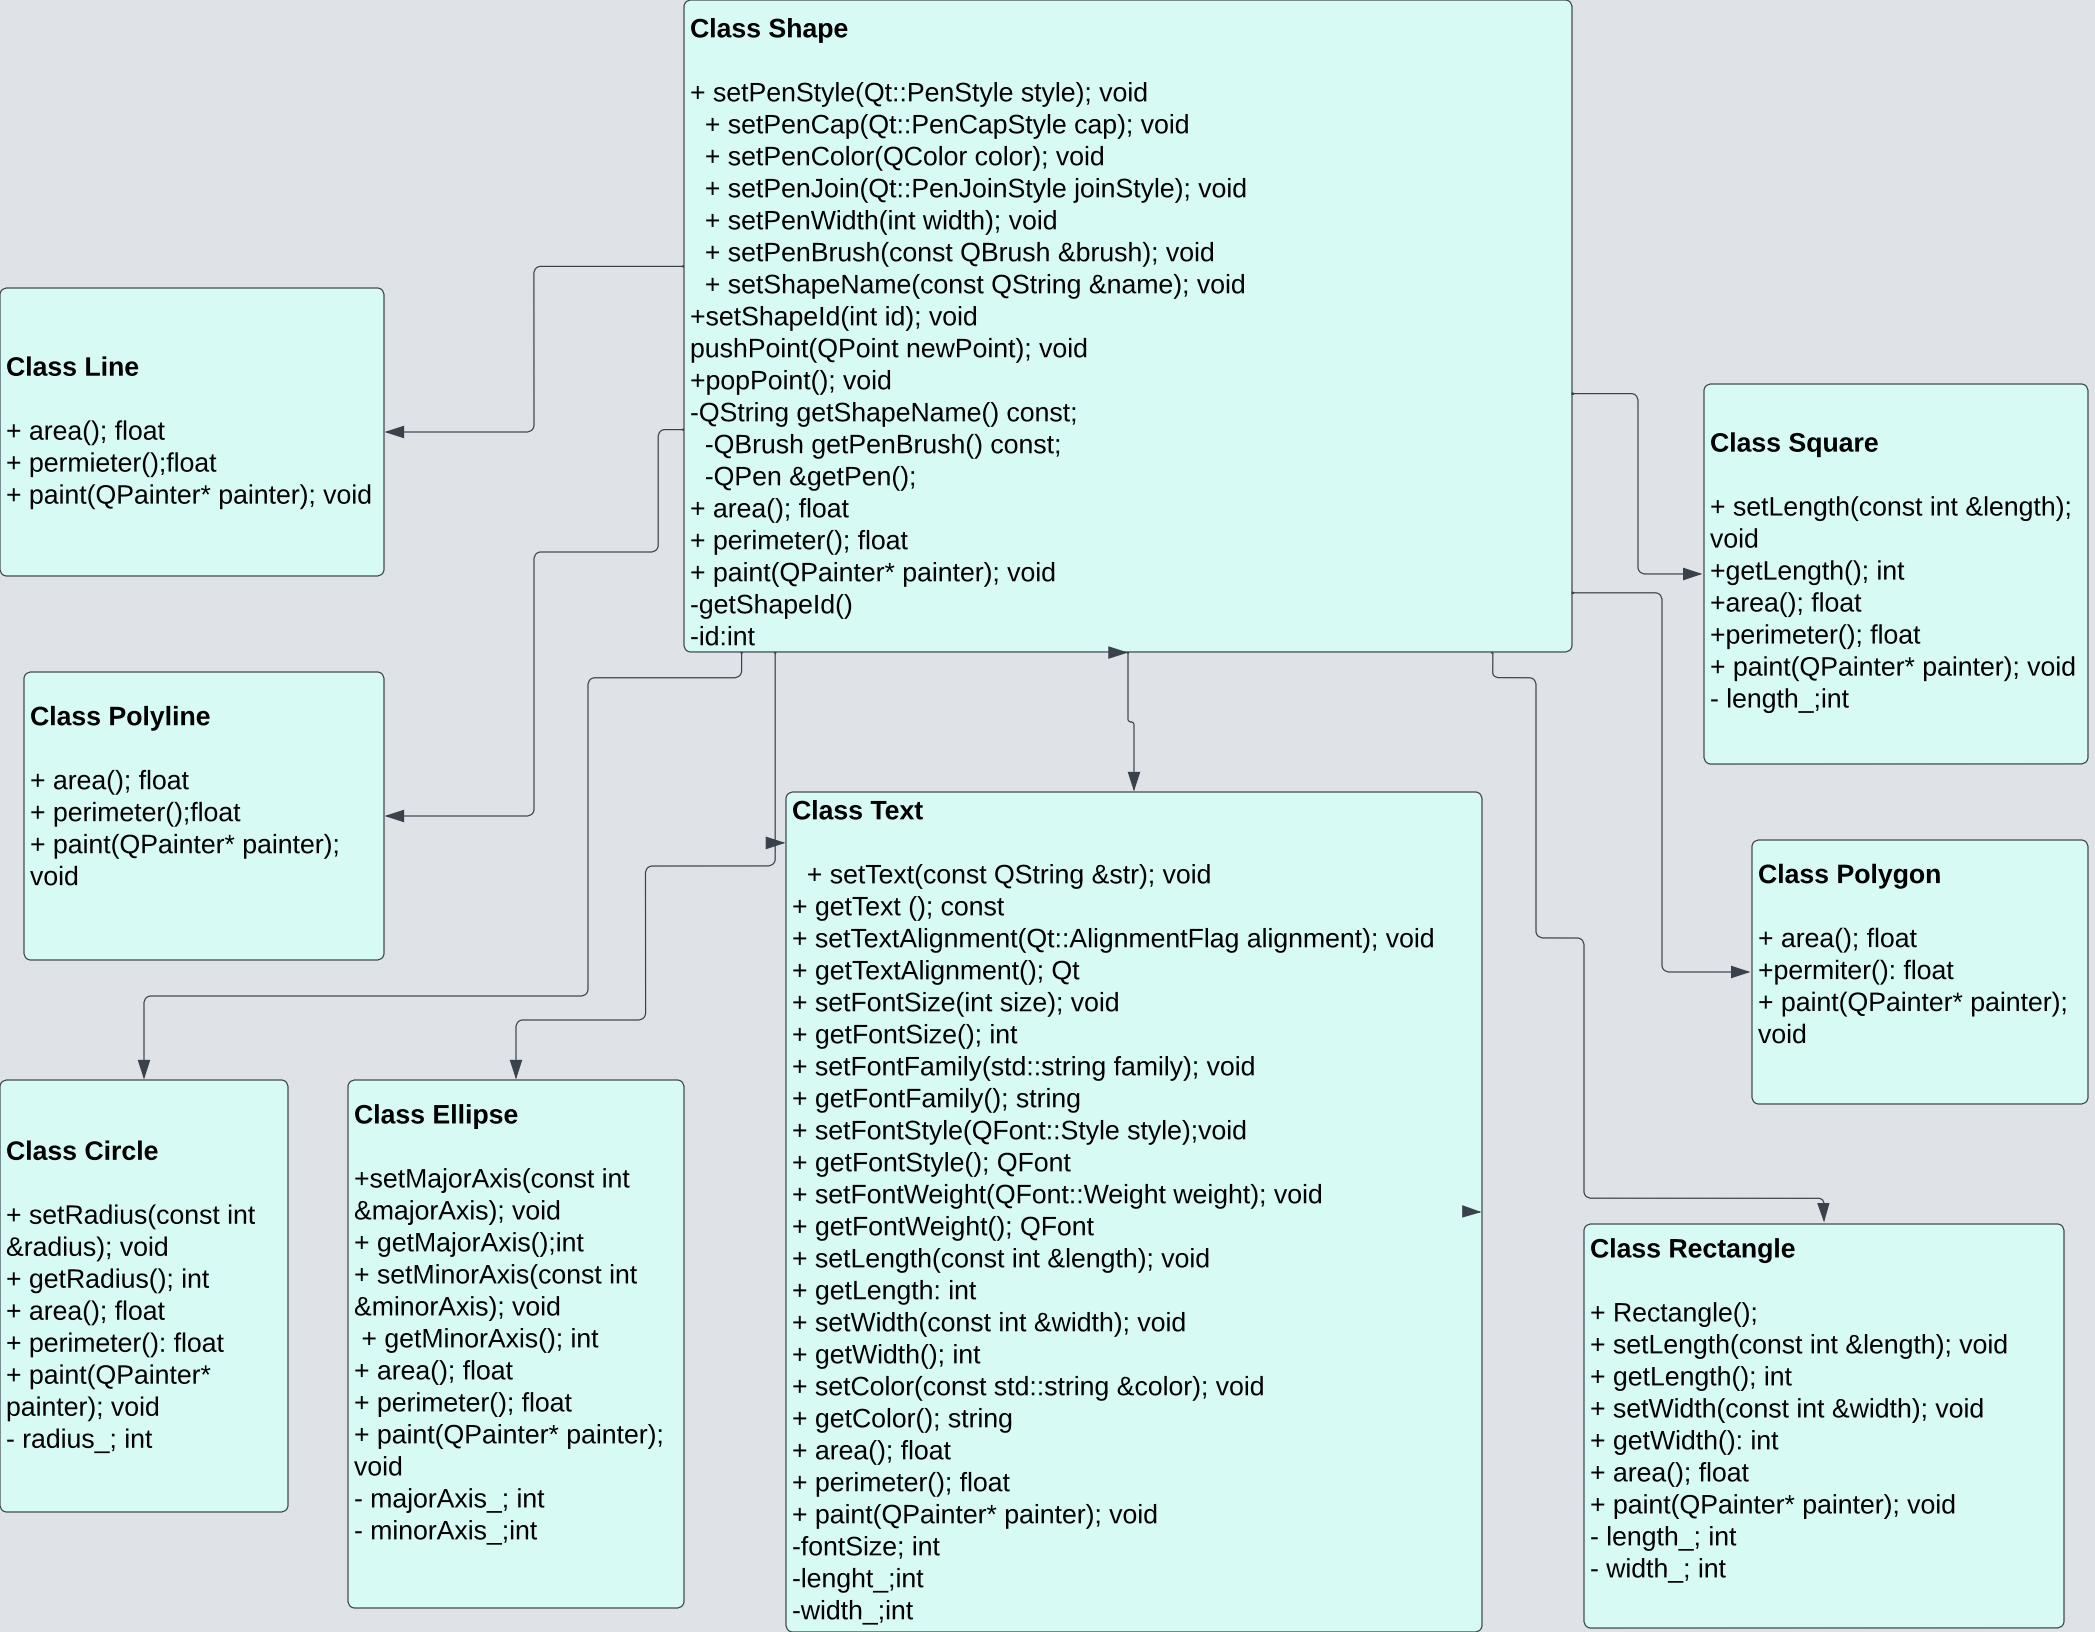 Class Shape
+ setPenStyle(Qt::PenStyle style); void
+ setPenCap(Qt::PenCapStyle cap); void
+ setPenColor(QColor color); void
+ setPenJoin(Qt::PenJoinStyle joinStyle); void
+ setPenWidth(int width); void
+ setPenBrush(const QBrush &brush); void
+ setShapeName(const QString &name); void
+setShapeId(int id); void
pushPoint(QPoint newPoint); void
+popPoint(); void
-QString getShapeName() const;
-QBrush getPenBrush() const;
-QPen &getPen();
+ area(); float
+ perimeter(); float
+ paint(QPainter* painter); void
-getShapeId()
-id:int
Class Line
+ area(); float
+ permieter();float
+ paint(QPainter* painter); void
Class Square
+ setLength(const int &length);
void
+getLength(); int
+area(); float
+perimeter(); float
+ paint(QPainter* painter); void
- length_;int
Class Polyline
+ area(); float
+ perimeter();float
+ paint(QPainter* painter);
void
Class Text
+ setText(const QString &str); void
+ getText (); const
+ setTextAlignment(Qt::AlignmentFlag alignment); void
+ getTextAlignment(); Qt
+ setFontSize(int size); void
+ getFontSize(); int
+ setFontFamily(std::string family); void
+ getFontFamily(); string
+ setFontStyle(QFont::Style style);void
+ getFontStyle(); QFont
+ setFontWeight(QFont::Weight weight); void
+ getFontWeight(); QFont
+ setLength(const int &length); void
+ getLength: int
+ setWidth(const int &width); void
+ getWidth(); int
+ setColor(const std::string &color); void
+ getColor(); string
+ area(); float
+ perimeter(); float
+ paint(QPainter* painter); void
-fontSize; int
-lenght_;int
-width_;int
Class Polygon
+ area(); float
+permiter(): float
+ paint(QPainter* painter);
void
Class Circle
+ setRadius(const int
&radius); void
+ getRadius(); int
+ area(); float
+ perimeter(): float
+ paint(QPainter*
painter); void
- radius_; int
Class Ellipse
+setMajorAxis(const int
&majorAxis); void
+ getMajorAxis();int
+ setMinorAxis(const int
&minorAxis); void
+ getMinorAxis(); int
+ area(); float
+ perimeter(); float
+ paint(QPainter* painter);
void
- majorAxis_; int
- minorAxis_;int
Class Rectangle
+ Rectangle();
+ setLength(const int &length); void
+ getLength(); int
+ setWidth(const int &width); void
+ getWidth(): int
+ area(); float
+ paint(QPainter* painter); void
- length_; int
- width_; int